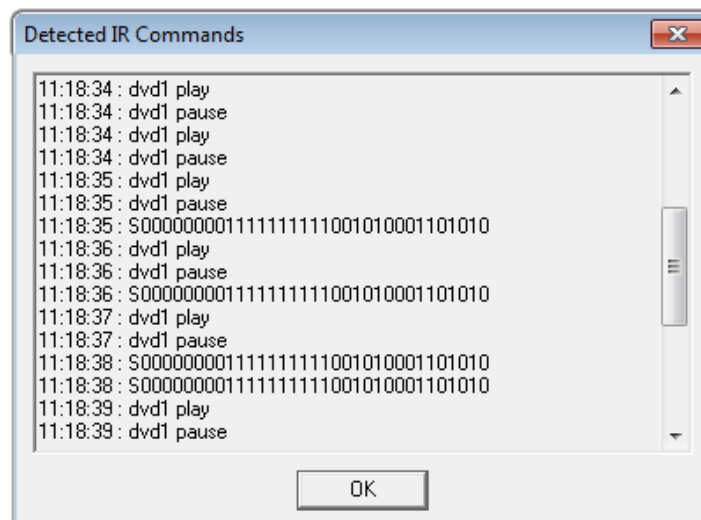 Detected IR Commands
11:18:34 : dvd1 play
11:18:34 : dvd1 pause
11:18:34 : dvd1 play
11:18:34 : dvd1 pause
11:18:35 : dvd1 play
11:18:35 : dvd1 pause
11:18:35 : S0000000011111111111001010001101010
11:18:36 : dvd1 play
11:18:36 : dvd1 pause
11:18:36 : S0000000011111111111001010001101010
11:18:37 : dvd1 play
11:18:37 : dvd1 pause
11:18:38 : S0000000011111111111001010001101010
11:18:38 : S0000000011111111111001010001101010
11:18:39 : dvd1 play
11:18:39 : dvd1 pause
OK